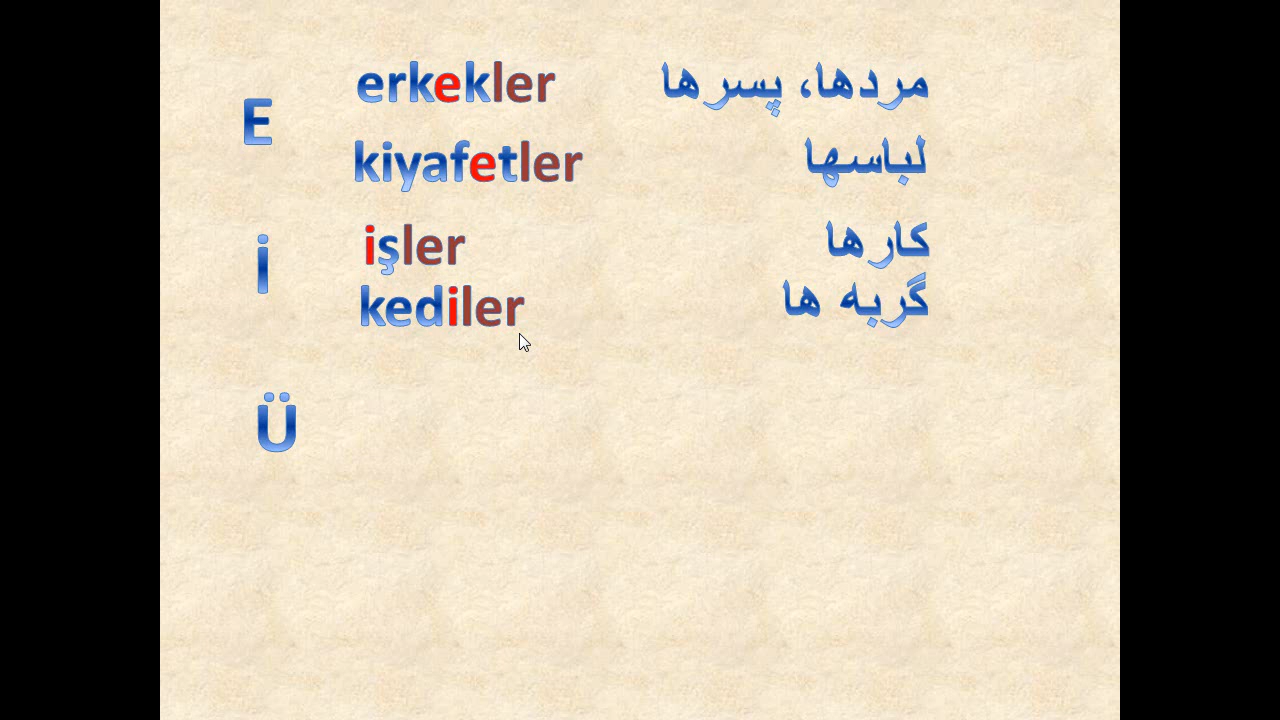 E
erkekler مردها، پسرها
kiyafetler لباسها
İ
işler کارها
kediler گربه ها
Ü